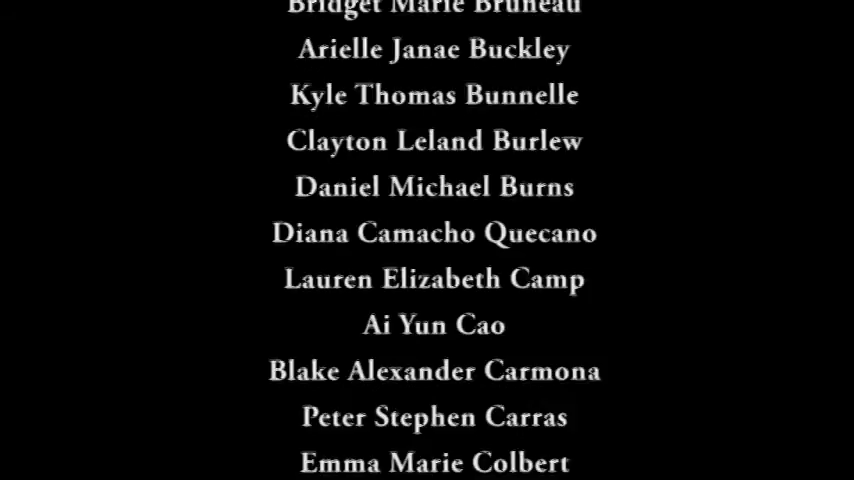 Bridget Marie Bruneau
Arielle Janae Buckley
Kyle Thomas Bunnelle
Clayton Leland Burlew
Daniel Michael Burns
Diana Camacho Quecano
Lauren Elizabeth Camp
Ai Yun Cao
Blake Alexander Carmona
Peter Stephen Carras
Emma Marie Colbert